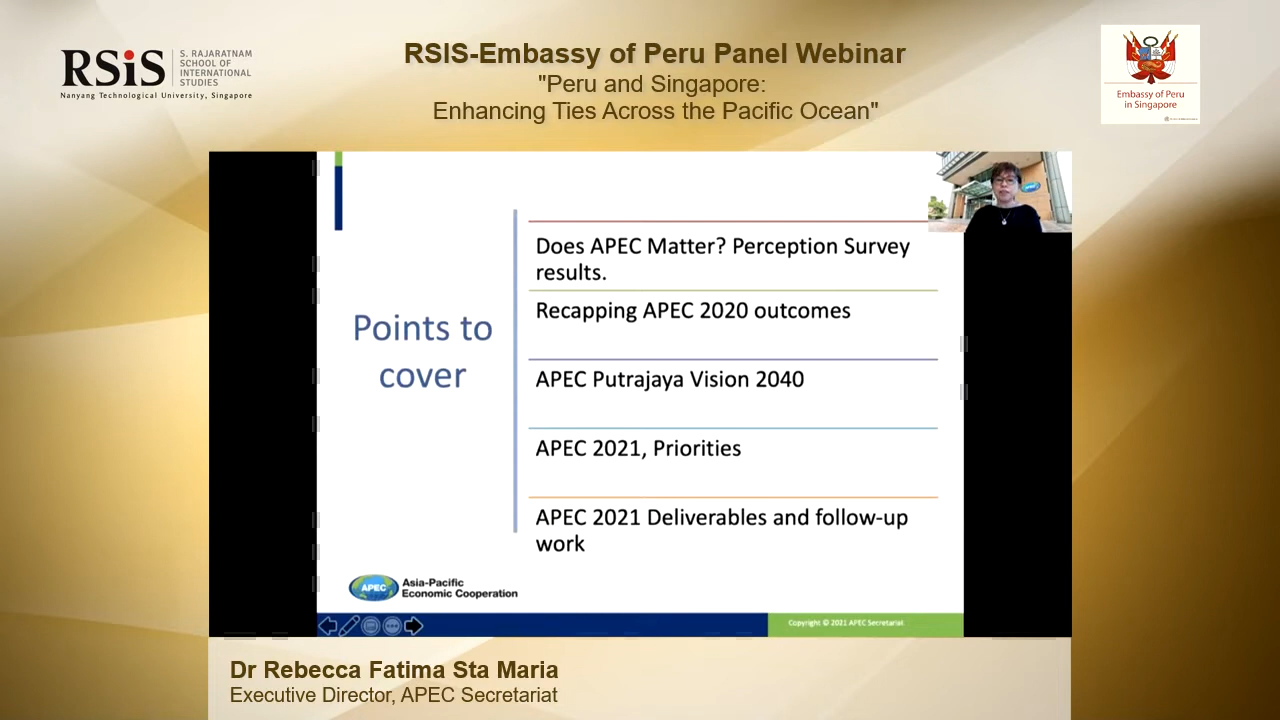 RSiS
S. RAJARATNAM
SCHOOL OF
INTERNATIONAL
STUDIES
Nanyang Technological University, Singapore
RSIS-Embassy of Peru Panel Webinar
"Peru and Singapore:
Enhancing Ties Across the Pacific Ocean"
Embassy of Peru
in Singapore
Points to
cover
Does APEC Matter? Perception Survey
results.
Recapping APEC 2020 outcomes
APEC Putrajaya Vision 2040
APEC 2021, Priorities
APEC 2021 Deliverables and follow-up
work
APEC
Asia-Pacific
Economic Cooperation
Copyright © 2021 APEC Secretariat.
Dr Rebecca Fatima Sta Maria
Executive Director, APEC Secretariat